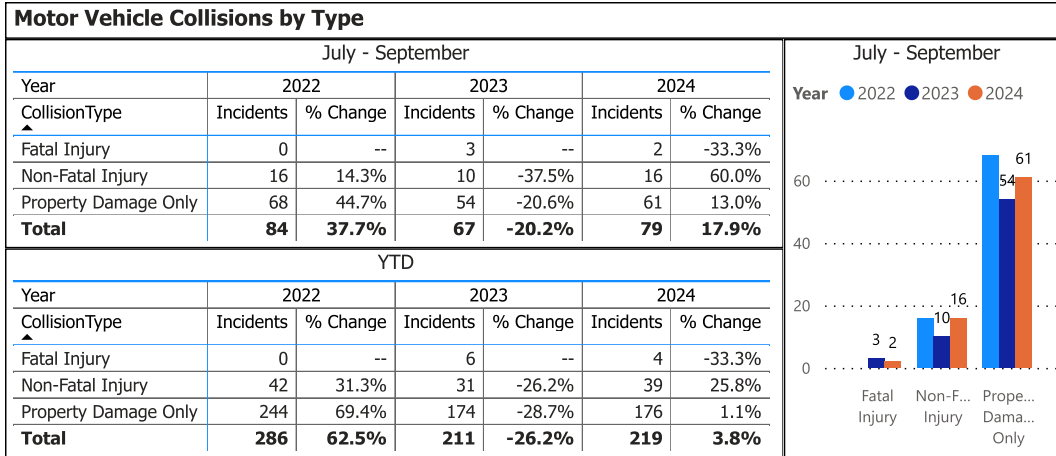 Motor Vehicle Collisions by Type
July - September
Year 2022 2023 2024
CollisionType Incidents % Change Incidents % Change Incidents % Change
Fatal Injury 0 -- 3 -- 2 -33.3%
Non-Fatal Injury 16 14.3% 10 -37.5% 16 60.0%
Property Damage Only 68 44.7% 54 -20.6% 61 13.0%
Total 84 37.7% 67 -20.2% 79 17.9%
YTD
Year 2022 2023 2024
CollisionType Incidents % Change Incidents % Change Incidents % Change
Fatal Injury 0 -- 6 -- 4 -33.3%
Non-Fatal Injury 42 31.3% 31 -26.2% 39 25.8%
Property Damage Only 244 69.4% 174 -28.7% 176 1.1%
Total 286 62.5% 211 -26.2% 219 3.8%
July - September
Year 2022 2023 2024
61
60 54
40
20 16
10
3 2
0
Fatal Non-F... Prope...
Injury Injury Dama...
Only